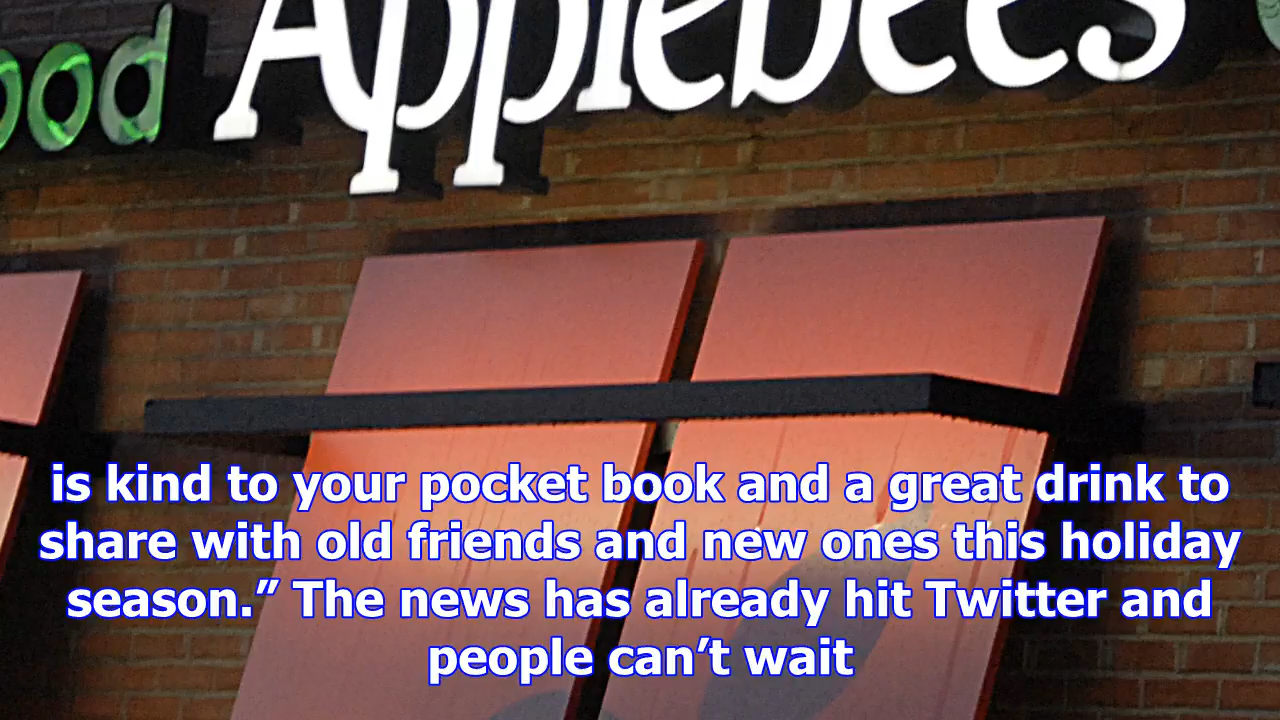 ood Applebee's
is kind to your pocket book and a great drink to
share with old friends and new ones this holiday
season.” The news has already hit Twitter and
people can’t wait